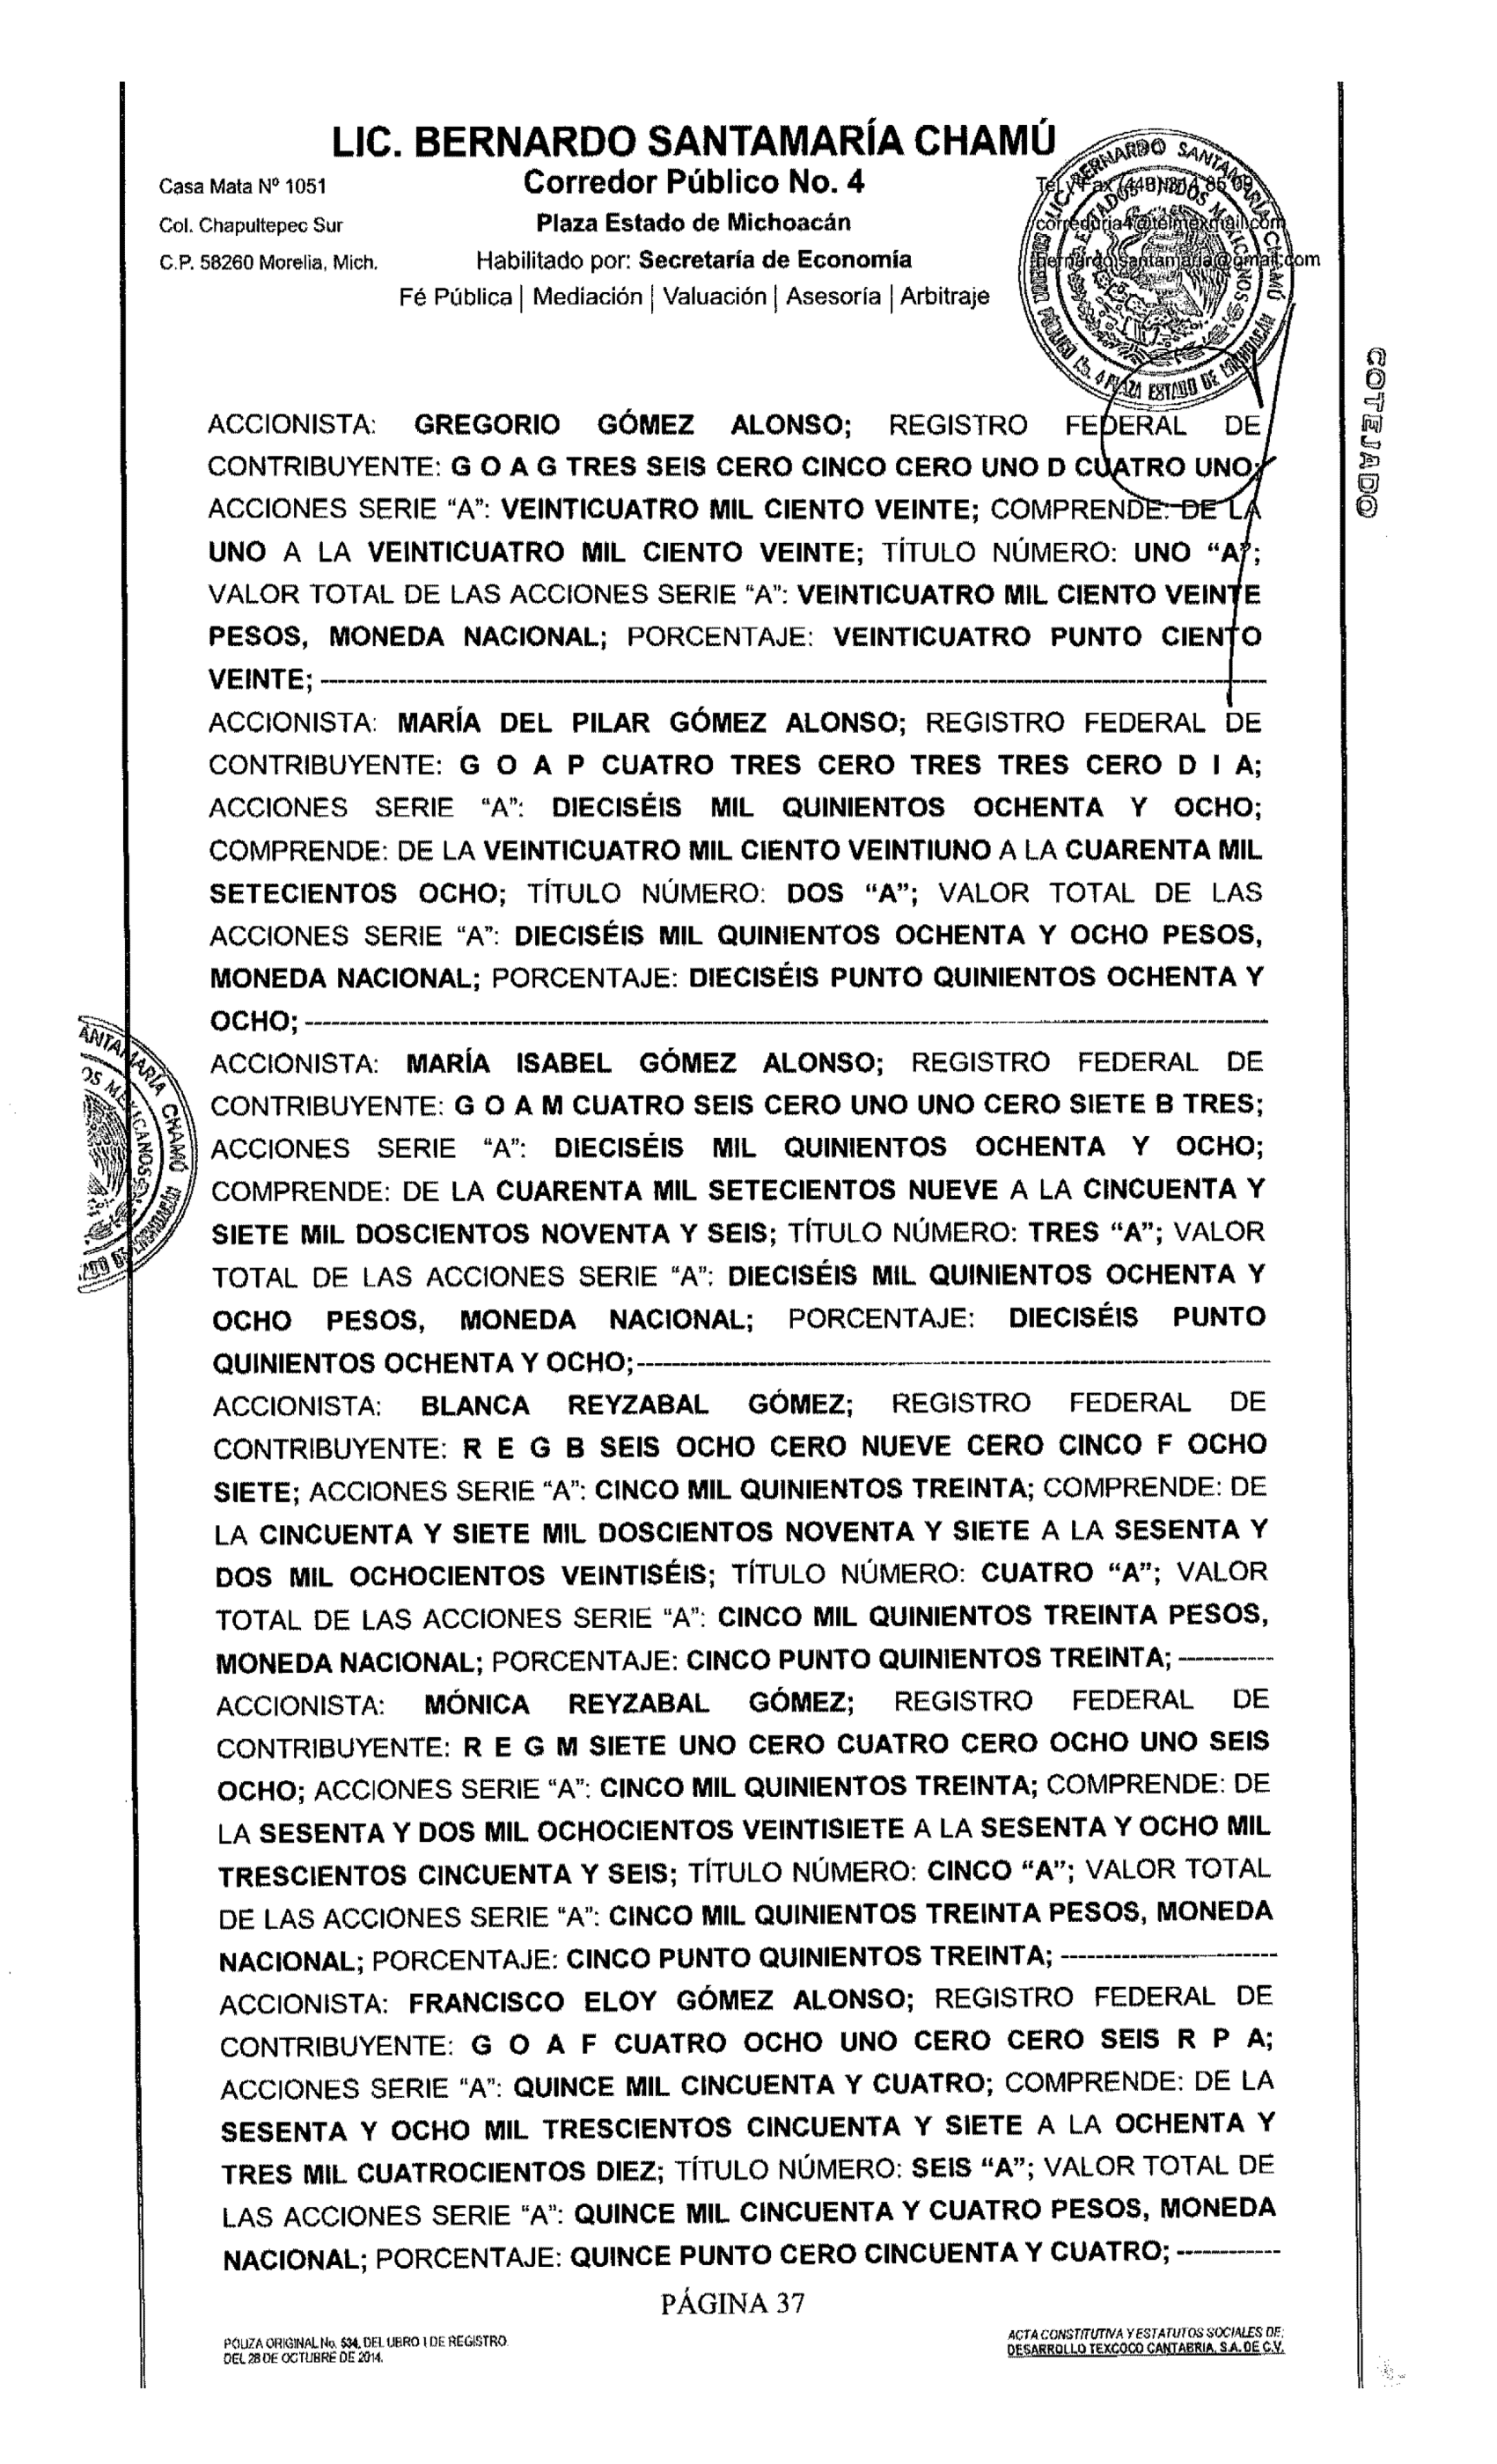 LIC. BERNARDO SANTAMARÍA CHAMÚ
Corredor Público No. 4
Casa Mata Nº 1051
Col. Chapultepec Sur
C.P. 58260 Morelia, Mich.
Plaza Estado de Michoacán
Habilitado por: Secretaría de Economía
Fé Pública | Mediación | Valuación | Asesoría | Arbitraje
correduria4@telmexmail.com
bernardo.santamaria@gmail.com
COTEJADO
ACCIONISTA: GREGORIO GÓMEZ ALONSO; REGISTRO FEDERAL DE
CONTRIBUYENTE: G O A G TRES SEIS CERO CINCO CERO UNO D CUATRO UNO;
ACCIONES SERIE “A”: VEINTICUATRO MIL CIENTO VEINTE; COMPRENDE: DE LA
UNO A LA VEINTICUATRO MIL CIENTO VEINTE; TÍTULO NÚMERO: UNO “A”;
VALOR TOTAL DE LAS ACCIONES SERIE “A”: VEINTICUATRO MIL CIENTO VEINTE
PESOS, MONEDA NACIONAL; PORCENTAJE: VEINTICUATRO PUNTO CIENTO
VEINTE;
ACCIONISTA: MARÍA DEL PILAR GÓMEZ ALONSO; REGISTRO FEDERAL DE
CONTRIBUYENTE: G O A P CUATRO TRES CERO TRES TRES CERO D I A;
ACCIONES SERIE “A”: DIECISÉIS MIL QUINIENTOS OCHENTA Y OCHO;
COMPRENDE: DE LA VEINTICUATRO MIL CIENTO VEINTIUNO A LA CUARENTA MIL
SETECIENTOS OCHO; TÍTULO NÚMERO: DOS “A”; VALOR TOTAL DE LAS
ACCIONES SERIE “A”: DIECISÉIS MIL QUINIENTOS OCHENTA Y OCHO PESOS,
MONEDA NACIONAL; PORCENTAJE: DIECISÉIS PUNTO QUINIENTOS OCHENTA Y
OCHO;
ACCIONISTA: MARÍA ISABEL GÓMEZ ALONSO; REGISTRO FEDERAL DE
CONTRIBUYENTE: G O A M CUATRO SEIS CERO UNO UNO CERO SIETE B TRES;
ACCIONES SERIE “A”: DIECISÉIS MIL QUINIENTOS OCHENTA Y OCHO;
COMPRENDE: DE LA CUARENTA MIL SETECIENTOS NUEVE A LA CINCUENTA Y
SIETE MIL DOSCIENTOS NOVENTA Y SEIS; TÍTULO NÚMERO: TRES “A”; VALOR
TOTAL DE LAS ACCIONES SERIE “A”: DIECISÉIS MIL QUINIENTOS OCHENTA Y
OCHO PESOS, MONEDA NACIONAL; PORCENTAJE: DIECISÉIS PUNTO
QUINIENTOS OCHENTA Y OCHO;
ACCIONISTA: BLANCA REYZABAL GÓMEZ; REGISTRO FEDERAL DE
CONTRIBUYENTE: R E G B SEIS OCHO CERO NUEVE CERO CINCO F OCHO
SIETE; ACCIONES SERIE “A”: CINCO MIL QUINIENTOS TREINTA; COMPRENDE: DE
LA CINCUENTA Y SIETE MIL DOSCIENTOS NOVENTA Y SIETE A LA SESENTA Y
DOS MIL OCHOCIENTOS VEINTISÉIS; TÍTULO NÚMERO: CUATRO “A”; VALOR
TOTAL DE LAS ACCIONES SERIE “A”: CINCO MIL QUINIENTOS TREINTA PESOS,
MONEDA NACIONAL; PORCENTAJE: CINCO PUNTO QUINIENTOS TREINTA;
ACCIONISTA: MÓNICA REYZABAL GÓMEZ; REGISTRO FEDERAL DE
CONTRIBUYENTE: R E G M SIETE UNO CERO CUATRO CERO OCHO UNO SEIS
OCHO; ACCIONES SERIE “A”: CINCO MIL QUINIENTOS TREINTA; COMPRENDE: DE
LA SESENTA Y DOS MIL OCHOCIENTOS VEINTISIETE A LA SESENTA Y OCHO MIL
TRESCIENTOS CINCUENTA Y SEIS; TÍTULO NÚMERO: CINCO “A”; VALOR TOTAL
DE LAS ACCIONES SERIE “A”: CINCO MIL QUINIENTOS TREINTA PESOS, MONEDA
NACIONAL; PORCENTAJE: CINCO PUNTO QUINIENTOS TREINTA;
ACCIONISTA: FRANCISCO ELOY GÓMEZ ALONSO; REGISTRO FEDERAL DE
CONTRIBUYENTE: G O A F CUATRO OCHO UNO CERO CERO SEIS R P A;
ACCIONES SERIE “A”: QUINCE MIL CINCUENTA Y CUATRO; COMPRENDE: DE LA
SESENTA Y OCHO MIL TRESCIENTOS CINCUENTA Y SIETE A LA OCHENTA Y
TRES MIL CUATROCIENTOS DIEZ; TÍTULO NÚMERO: SEIS “A”; VALOR TOTAL DE
LAS ACCIONES SERIE “A”: QUINCE MIL CINCUENTA Y CUATRO PESOS, MONEDA
NACIONAL; PORCENTAJE: QUINCE PUNTO CERO CINCUENTA Y CUATRO;
PÁGINA 37
POLIZA ORIGINAL No. 534, DEL LIBRO 1 DE REGISTRO.
DEL 28 DE OCTUBRE DE 2014.
ACTA CONSTITUTIVA Y ESTATUTOS SOCIALES DE:
DESARROLLO TEXCOCO CANTABRIA, S.A. DE C.V.